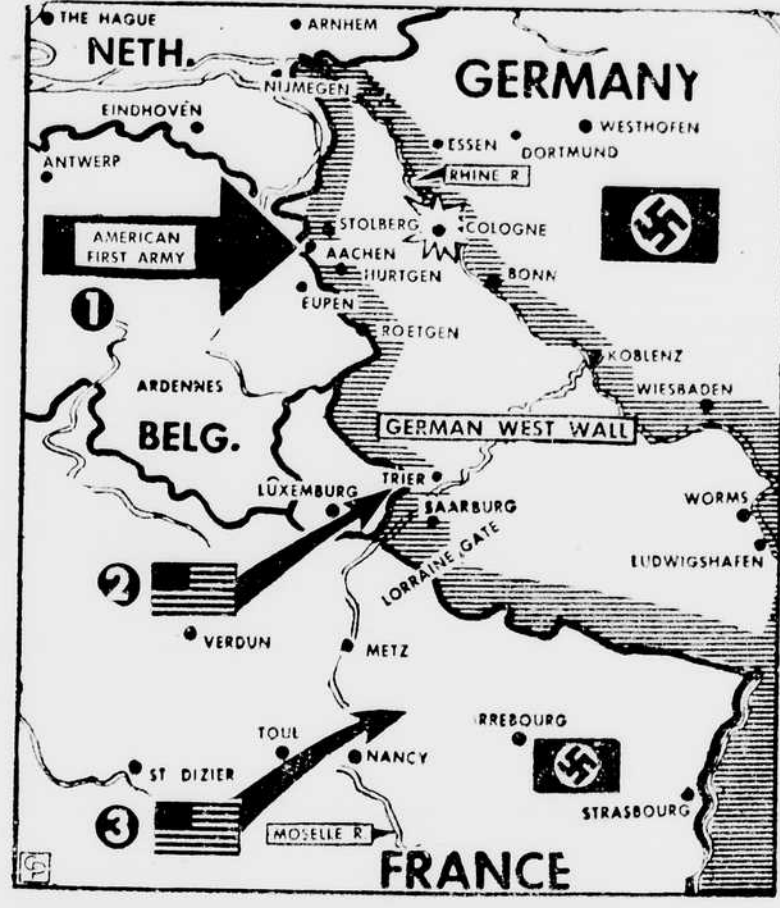 THE HAGUE
ARNHEM
NETH.
GERMANY
NIJMEGEN
EINDHOVEN
WESTHOFEN
ESSEN
DORTMUND
ANTWERP
RHINE R
STOLBERG
COLOGNE
AMERICAN
FIRST ARMY
AACHEN
HURTGEN
BONN
1
EUPEN
ROETGEN
KOBLENZ
ARDENNES
WIESBADEN
BELG.
GERMAN WEST WALL
TRIER
LUXEMBURG
SAARBURG
WORMS
LORRAINE GATE
LUDWIGSHAFEN
2
VERDUN
METZ
TOUL
RREBOURG
NANCY
ST DIZIER
STRASBOURG
3
MOSELLE R
FRANCE